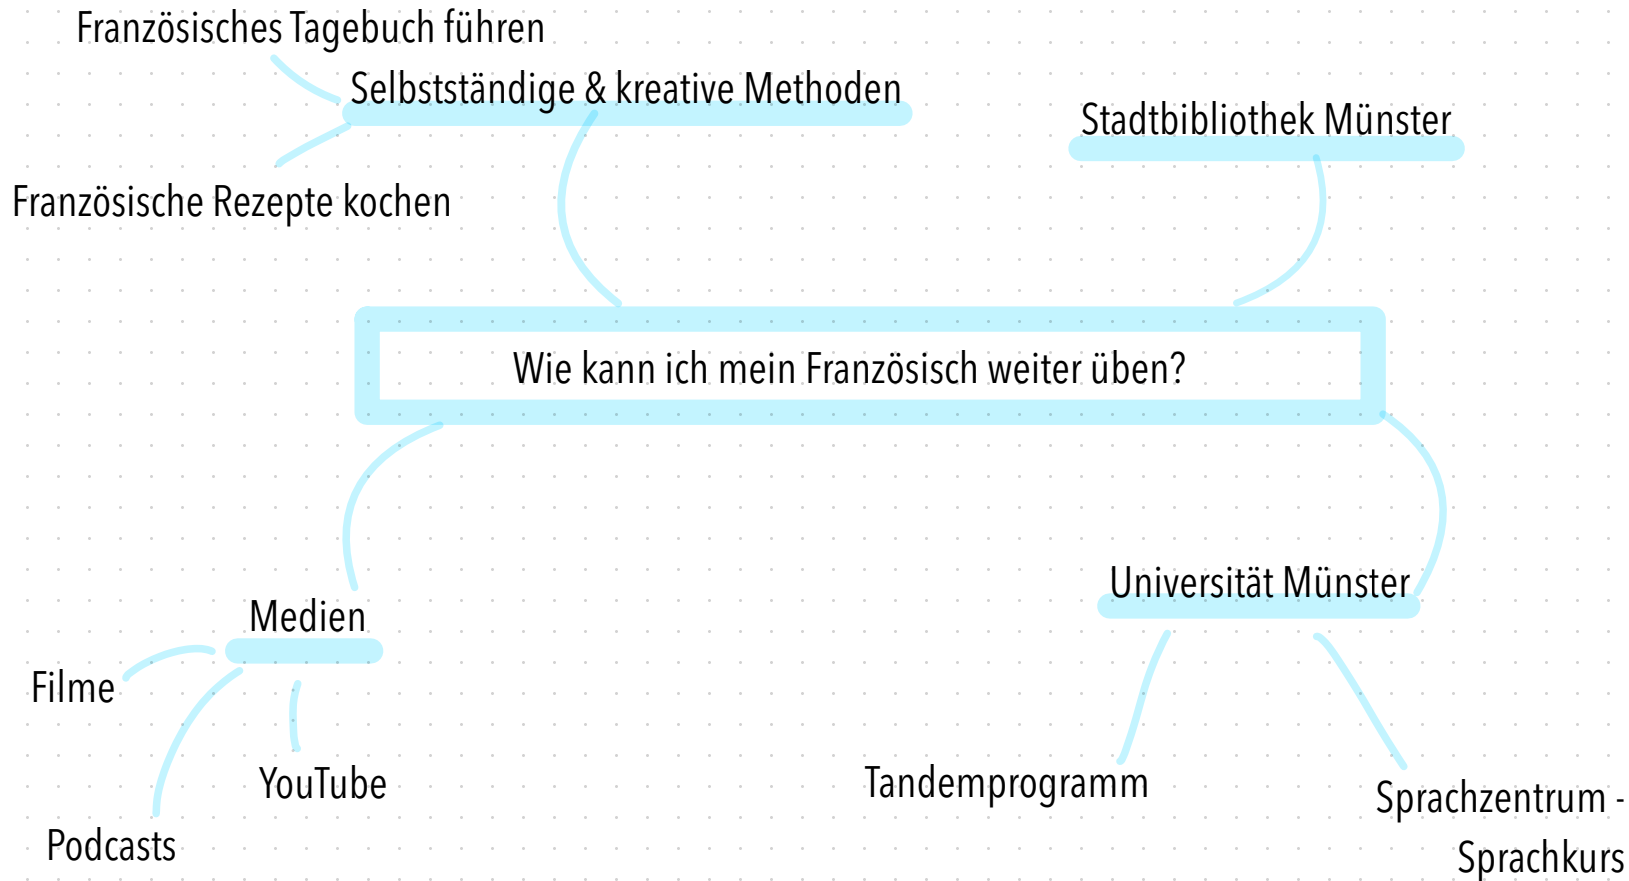 Französisches Tagebuch führen
Selbstständige & kreative Methoden
Stadtbibliothek Münster
Französische Rezepte kochen
Wie kann ich mein Französisch weiter üben?
Universität Münster
Medien
Filme
YouTube
Tandemprogramm
Sprachzentrum -
Sprachkurs
Podcasts